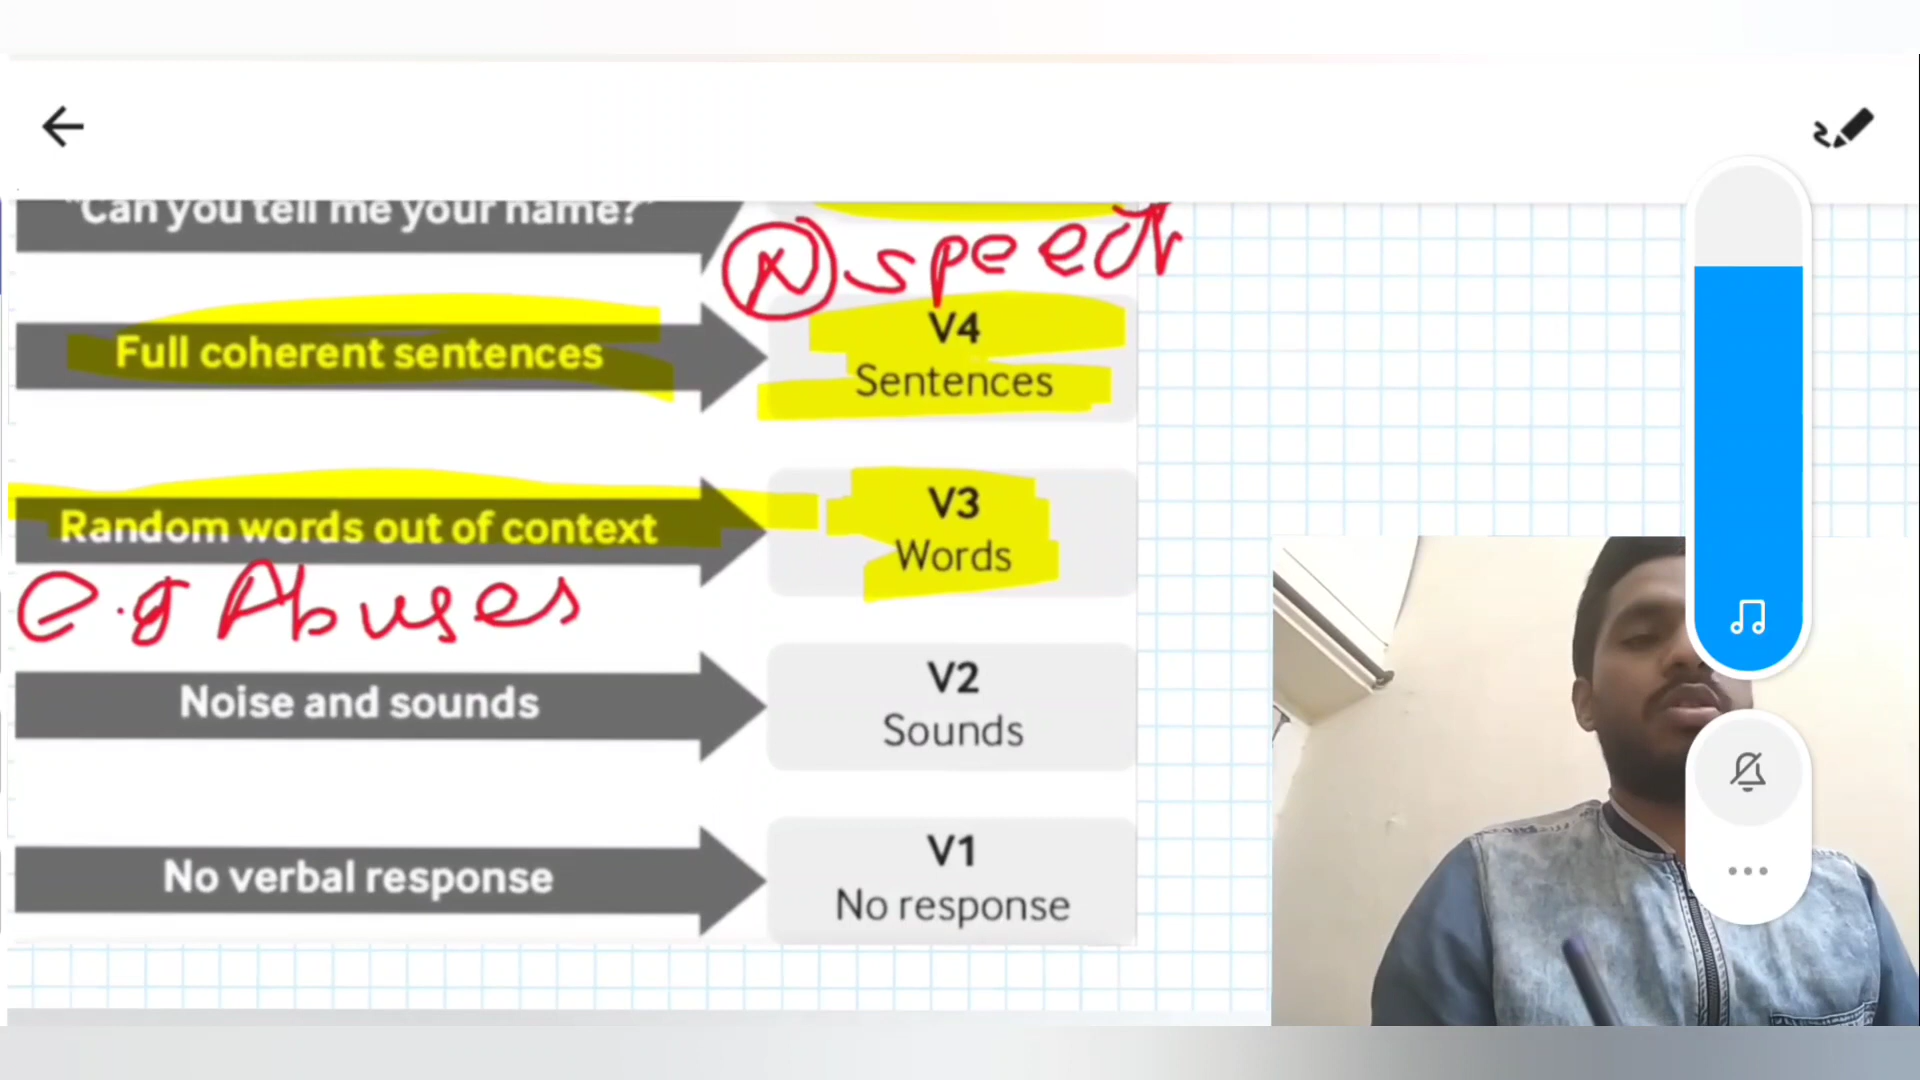 "Can you tell me your name?"
N speech
Full coherent sentences
V4
Sentences
Random words out of context
V3
Words
e.g Abuses
Noise and sounds
V2
Sounds
No verbal response
V1
No response